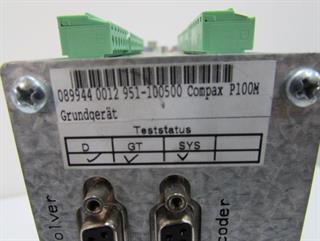 089944 0012 951-100500 Compax P100M
Grundgerät
Teststatus
D GT SYS
olver
coder